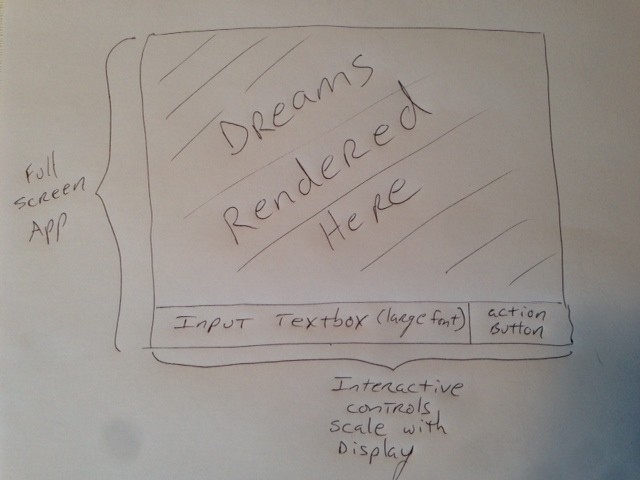 Full
Screen
App
Dreams
Rendered
Here
Input Textbox (large font)
action
Button
Interactive
controls
scale with
Display